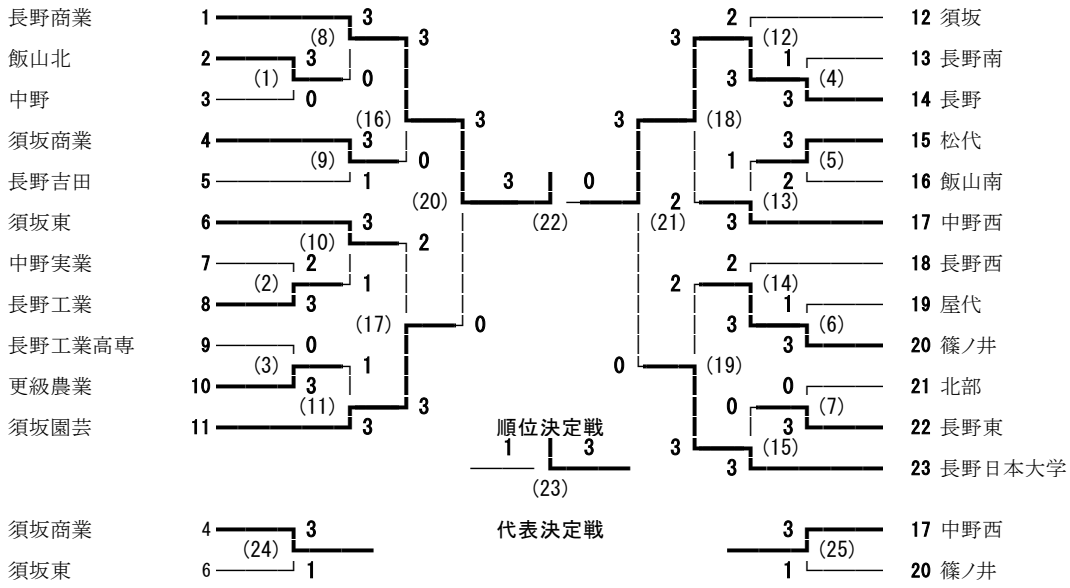 長野商業 1 3 2 12 須坂
(8) 3 3 (12)
飯山北 2 3 1 13 長野南
(1) 0 3 (4)
中野 3 0 3 14 長野
(16) 3 3 (18)
須坂商業 4 3 3 15 松代
(9) 0 1 (5)
長野吉田 5 1 3 0 2 16 飯山南
(20) (22) (21) 2 (13)
須坂東 6 3 3 17 中野西
(10) 2
中野実業 7 2 2 18 長野西
(2) 1 2 (14)
長野工業 8 3 1 19 屋代
(17) 0 3 (6)
長野工業高専 9 0 3 20 篠ノ井
(3) 1 0 (19)
更級農業 10 3 0 21 北部
(11) 3 0 (7)
須坂園芸 11 3 順位決定戦 3 22 長野東
1 3 3 (15)
3 23 長野日本大学
(23)
須坂商業 4 3 代表決定戦 3 17 中野西
(24) (25)
須坂東 6 1 1 20 篠ノ井